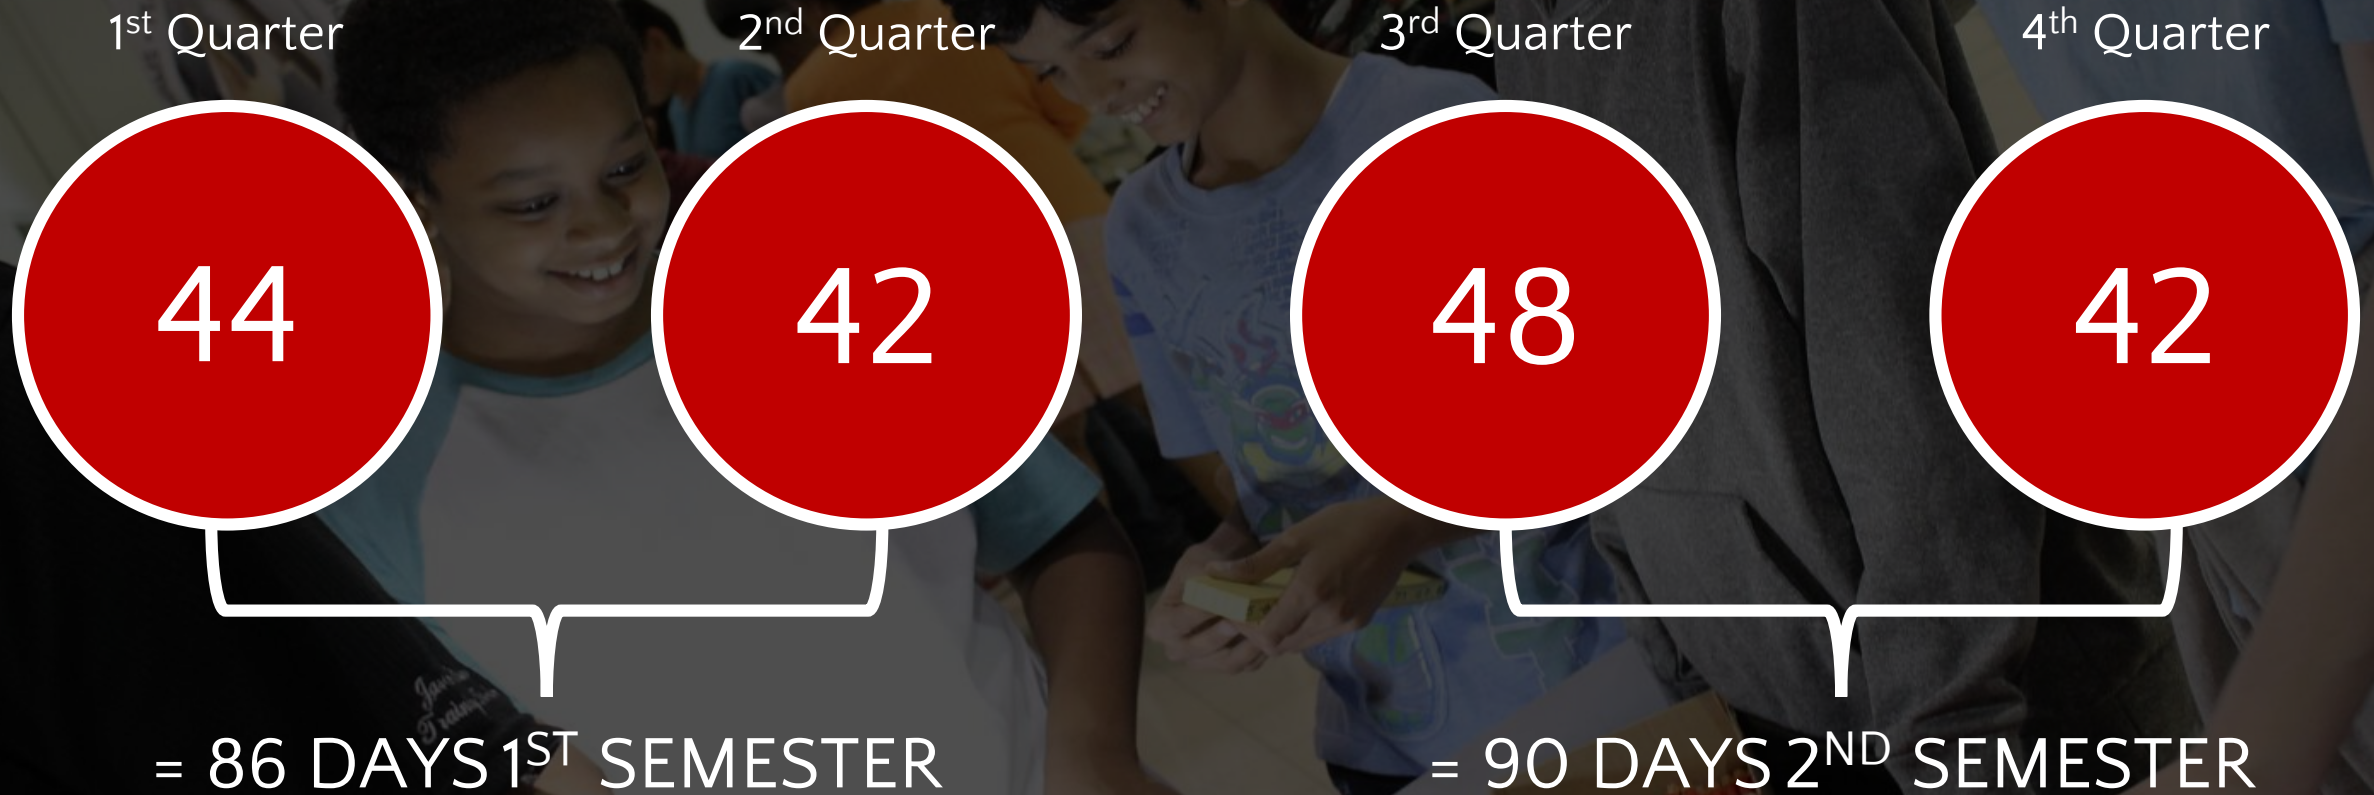 1st Quarter
2nd Quarter
3rd Quarter
4th Quarter
44
42
48
42
= 86 DAYS 1ST SEMESTER
= 90 DAYS 2ND SEMESTER